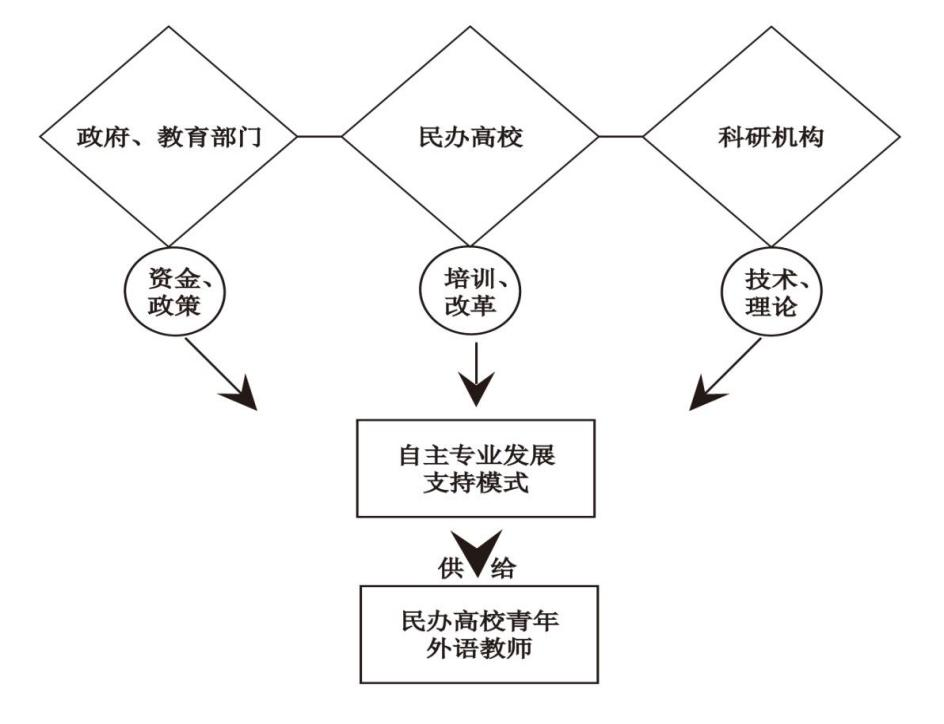 政府、教育部门
民办高校
科研机构
资金、
政策
培训、
改革
技术、
理论
自主专业发展
支持模式
供给
民办高校青年
外语教师